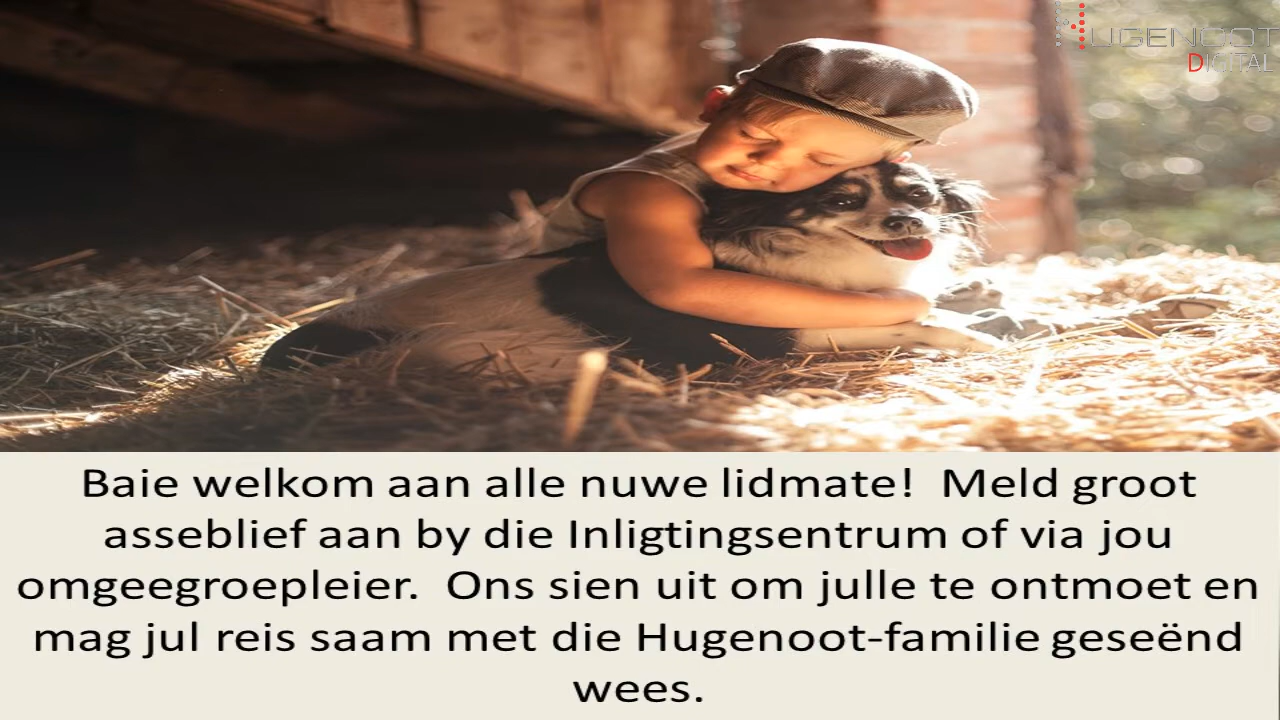 HUGENOOT
DIGITAL
Baie welkom aan alle nuwe lidmate!  Meld groot
asseblief aan by die Inligtingsentrum of via jou
omgeegroepleier.  Ons sien uit om julle te ontmoet en
mag jul reis saam met die Hugenoot-familie geseënd
wees.